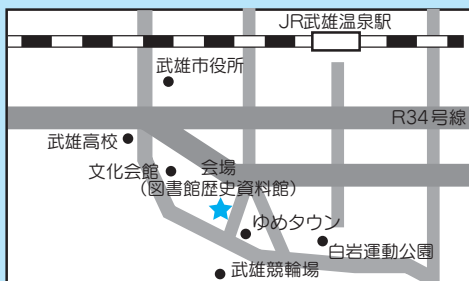 JR武雄温泉駅
武雄市役所
R34号線
武雄高校
文化会館
会場
(図書館歴史資料館)
ゆめタウン
白岩運動公園
武雄競輪場